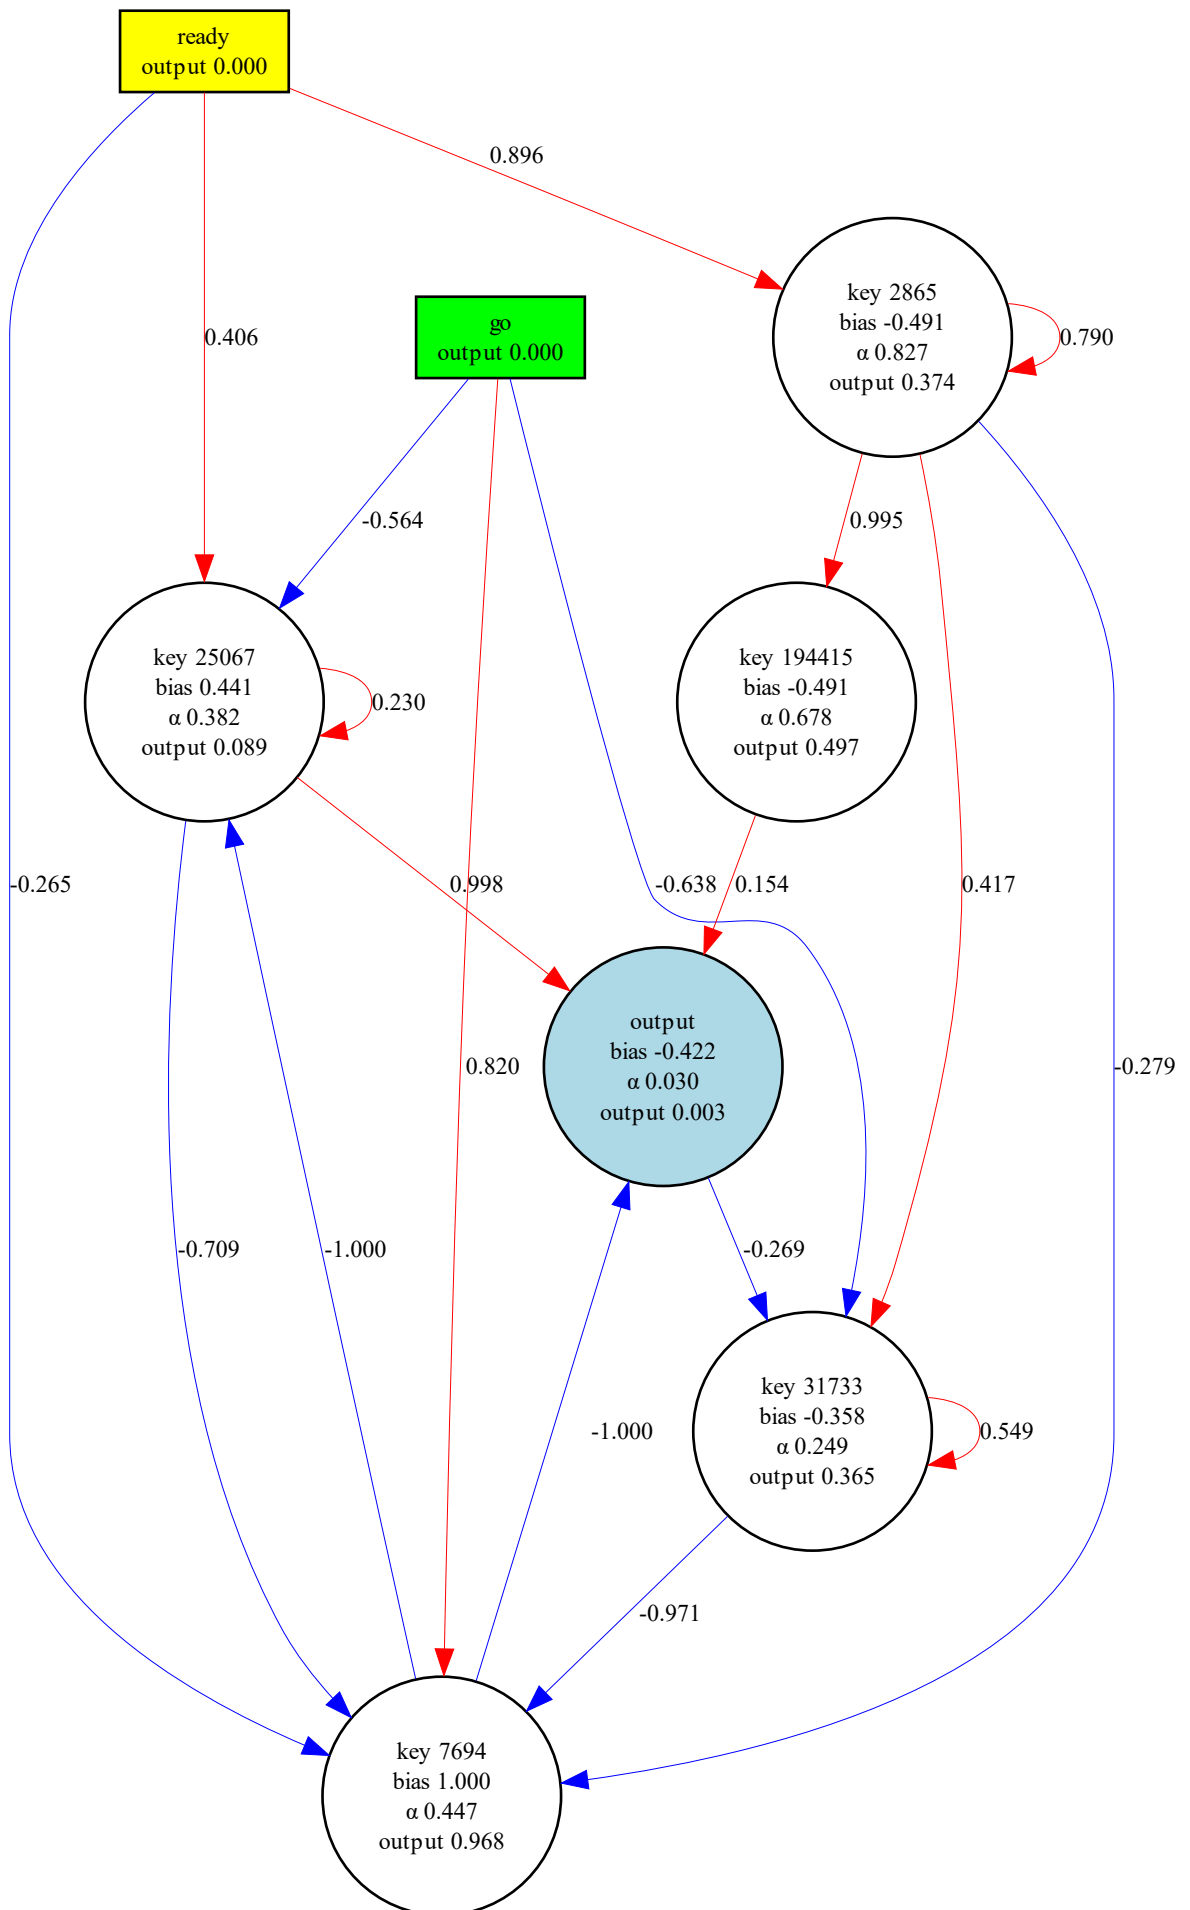 ready
output 0.000
0.896
key 2865
bias -0.491
α 0.827
output 0.374
0.790
0.406
go
output 0.000
-0.564
0.995
key 25067
bias 0.441
α 0.382
output 0.089
0.230
key 194415
bias -0.491
α 0.678
output 0.497
-0.265
0.998
-0.638
0.154
0.417
output
bias -0.422
α 0.030
output 0.003
0.820
-0.279
-0.709
-1.000
-0.269
key 31733
bias -0.358
α 0.249
output 0.365
-1.000
0.549
-0.971
key 7694
bias 1.000
α 0.447
output 0.968